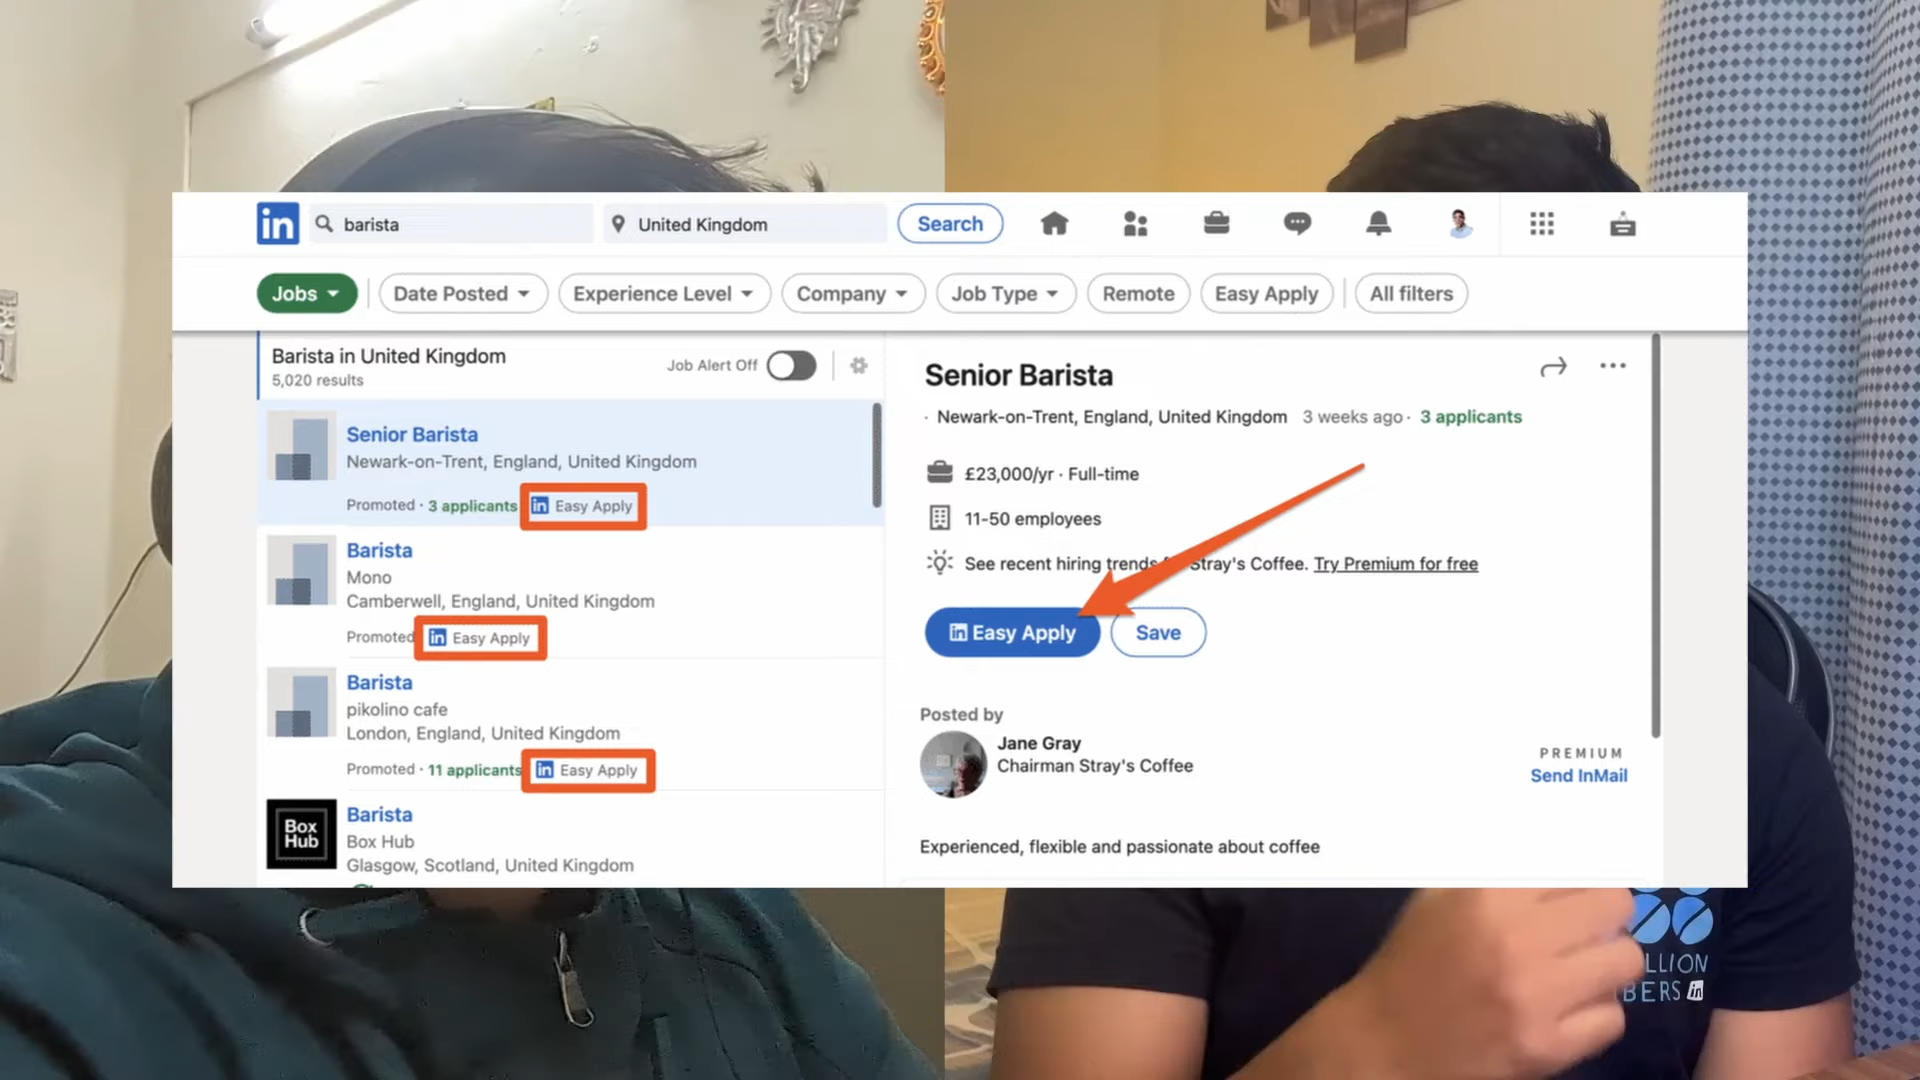 in barista United Kingdom Search
Jobs Date Posted Experience Level Company Job Type Remote Easy Apply All filters
Barista in United Kingdom
5,020 results
Job Alert Off
Senior Barista
Newark-on-Trent, England, United Kingdom
Promoted · 3 applicants in Easy Apply
Barista
Mono
Camberwell, England, United Kingdom
Promoted in Easy Apply
Barista
pikolino cafe
London, England, United Kingdom
Promoted · 11 applicants in Easy Apply
Box
Hub
Barista
Box Hub
Glasgow, Scotland, United Kingdom
Senior Barista
· Newark-on-Trent, England, United Kingdom 3 weeks ago · 3 applicants
£23,000/yr · Full-time
11-50 employees
See recent hiring trends Stray's Coffee. Try Premium for free
in Easy Apply Save
Posted by
Jane Gray
Chairman Stray's Coffee
PREMIUM
Send InMail
Experienced, flexible and passionate about coffee
LLION
BERS in